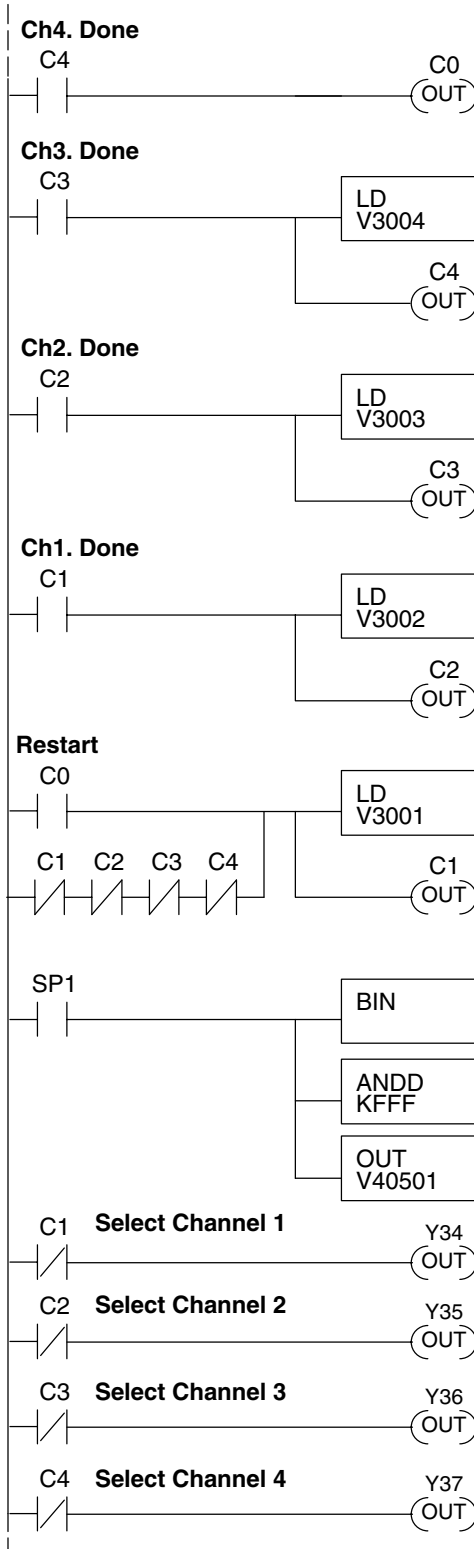 Ch4. Done
C4
C0
OUT
Ch3. Done
C3
LD
V3004
C4
OUT
Ch2. Done
C2
LD
V3003
C3
OUT
Ch1. Done
C1
LD
V3002
C2
OUT
Restart
C0
LD
V3001
C1 C2 C3 C4
C1
OUT
SP1
BIN
ANDD
KFFF
OUT
V40501
C1 Select Channel 1 Y34
OUT
C2 Select Channel 2 Y35
OUT
C3 Select Channel 3 Y36
OUT
C4 Select Channel 4 Y37
OUT